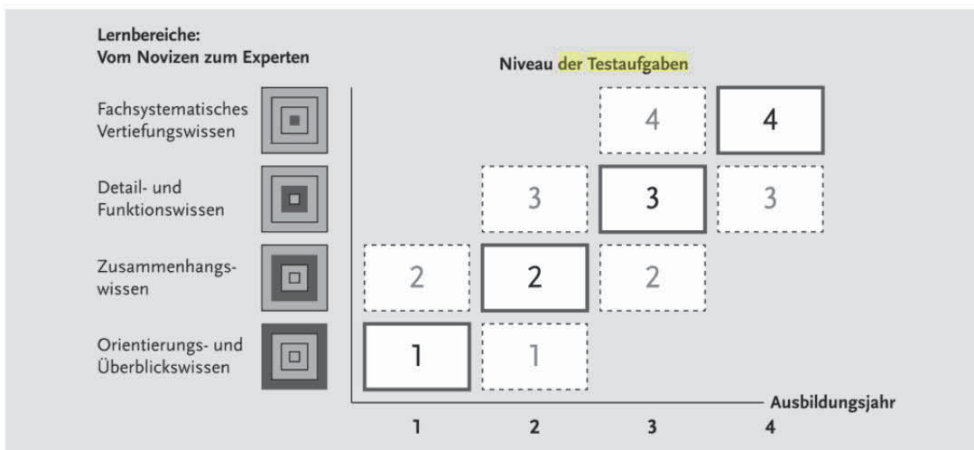 Lernbereiche:
Vom Novizen zum Experten
Niveau der Testaufgaben
Fachsystematisches
Vertiefungswissen
4 4
Detail- und
Funktionswissen
3 3 3
Zusammenhangs-
wissen
2 2 2
Orientierungs- und
Überblickswissen
1 1
Ausbildungsjahr
1 2 3 4